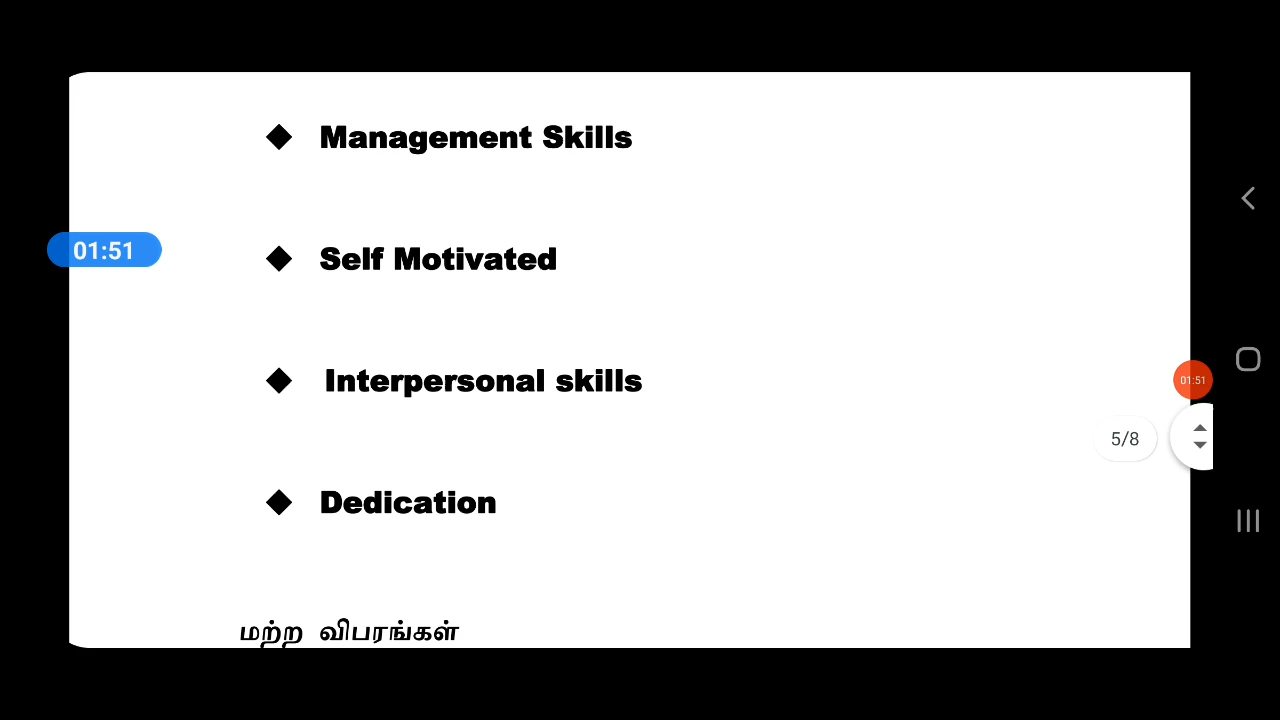 ◆ Management Skills
01:51
◆ Self Motivated
◆ Interpersonal skills
01:51
5/8
◆ Dedication
மற்ற விபரங்கள்